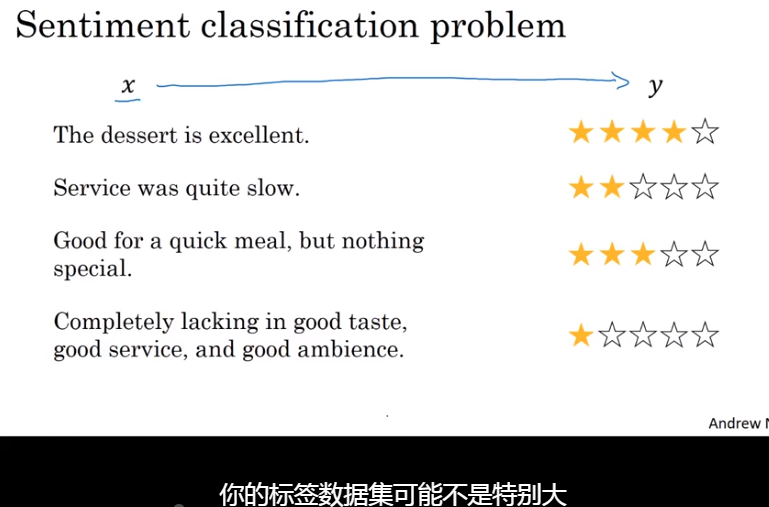 Sentiment classification problem
x y
The dessert is excellent.
Service was quite slow.
Good for a quick meal, but nothing
special.
Completely lacking in good taste,
good service, and good ambience.
Andrew N
你的标签数据集可能不是特别大